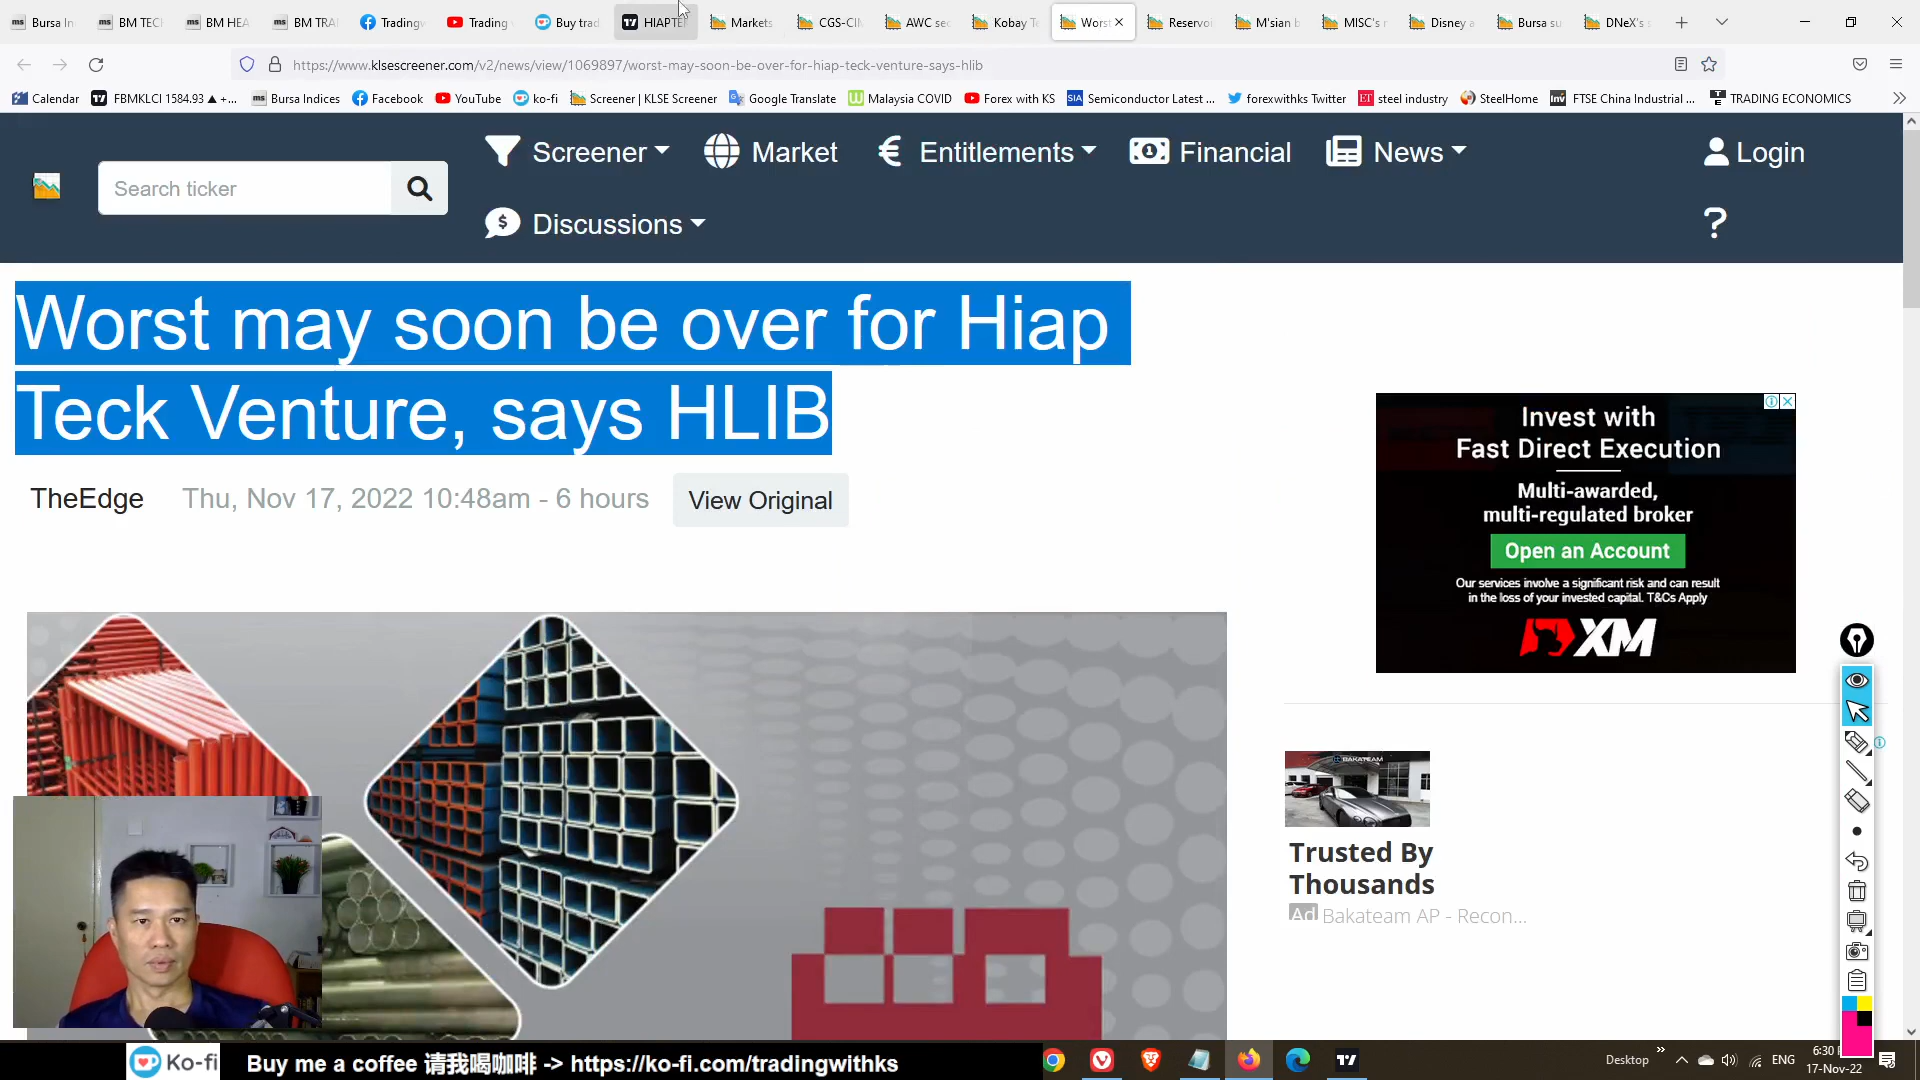 Bursa In
BM TEC
BM HEA
BM TRA
Tradingv
Trading
Buy trad
HIAPTE
Markets
CGS-CIM
AWC sec
Kobay Te
Worst
Reservoi
M'sian b
MISC's n
Disney a
Bursa su
DNeX's s
https://www.klsescreener.com/v2/news/view/1069897/worst-may-soon-be-over-for-hiap-teck-venture-says-hlib
Calendar
FBMKLCI 1584.93 ▲ +...
Bursa Indices
Facebook
YouTube
ko-fi
Screener | KLSE Screener
Google Translate
Malaysia COVID
Forex with KS
Semiconductor Latest ...
forexwithks Twitter
steel industry
SteelHome
FTSE China Industrial ...
TRADING ECONOMICS
Screener
Market
Entitlements
Financial
News
Login
Search ticker
Discussions
?
Worst may soon be over for Hiap
Teck Venture, says HLIB
TheEdge
Thu, Nov 17, 2022 10:48am - 6 hours
View Original
Invest with
Fast Direct Execution
Multi-awarded,
multi-regulated broker
Open an Account
Our services involve a significant risk and can result
in the loss of your invested capital. T&Cs Apply
XM
BAKATEAM
Trusted By
Thousands
Ad Bakateam AP - Recon...
Ko-fi
Buy me a coffee 请我喝咖啡 -> https://ko-fi.com/tradingwithks
Desktop
ENG
6:30
17-Nov-22